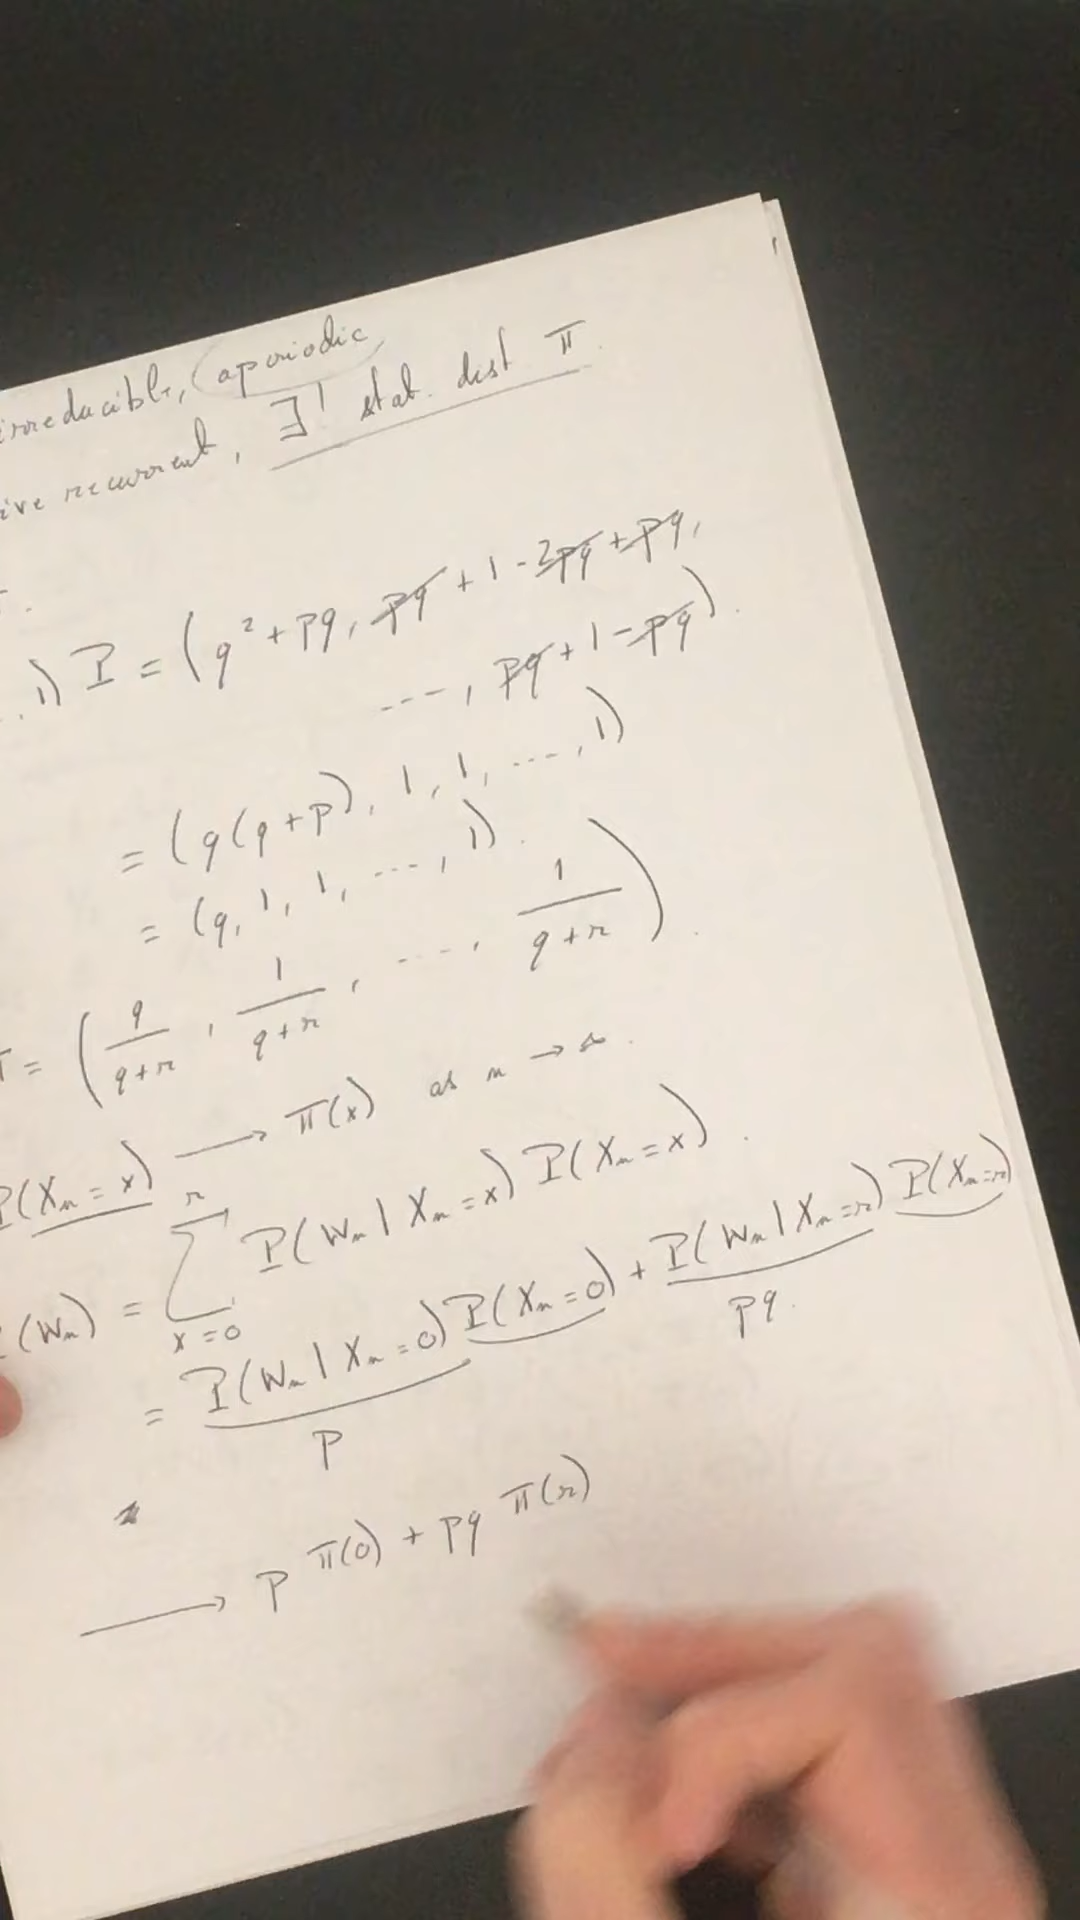 irreducible, aperiodic
ive recurrent, ∃! stat. dist π.
. , 1) P = (q² + pq, pq + 1 - 2pq + pq,
---, pq + 1 - pq).
= (q(q + p), 1, 1, ---, 1)
= (q, 1, 1, ---, 1).
π = (q/(q+r), 1/(q+r), ---, 1/(q+r)).
P(Xₙ = x) → π(x) as n → ∞.
P(Wₙ) = ∑_{x=0}^{r} P(Wₙ | Xₙ = x) P(Xₙ = x).
= P(Wₙ | Xₙ = 0) P(Xₙ = 0) + P(Wₙ | Xₙ = r) P(Xₙ = r)
p pq.
→ p π(0) + pq π(r)